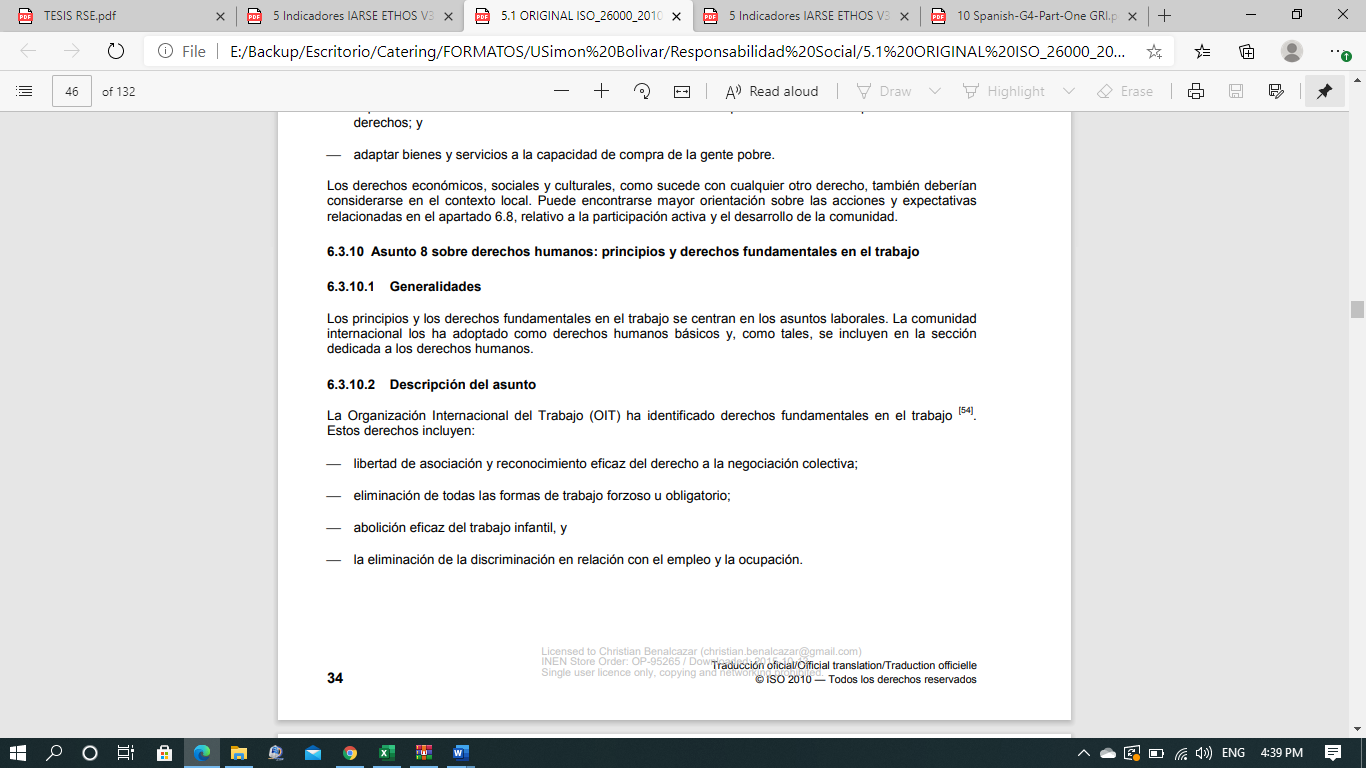 TESIS RSE.pdf
5 Indicadores IARSE ETHOS V3
5.1 ORIGINAL ISO_26000_2010
5 Indicadores IARSE ETHOS V3
10 Spanish-G4-Part-One GRI.p
File
E:/Backup/Escritorio/Catering/FORMATOS/USimon%20Bolivar/Responsabilidad%20Social/5.1%20ORIGINAL%20ISO_26000_20...
46 of 132
Read aloud
Draw
Highlight
Erase
derechos; y
— adaptar bienes y servicios a la capacidad de compra de la gente pobre.
Los derechos económicos, sociales y culturales, como sucede con cualquier otro derecho, también deberían
considerarse en el contexto local. Puede encontrarse mayor orientación sobre las acciones y expectativas
relacionadas en el apartado 6.8, relativo a la participación activa y el desarrollo de la comunidad.
6.3.10 Asunto 8 sobre derechos humanos: principios y derechos fundamentales en el trabajo
6.3.10.1 Generalidades
Los principios y los derechos fundamentales en el trabajo se centran en los asuntos laborales. La comunidad
internacional los ha adoptado como derechos humanos básicos y, como tales, se incluyen en la sección
dedicada a los derechos humanos.
6.3.10.2 Descripción del asunto
La Organización Internacional del Trabajo (OIT) ha identificado derechos fundamentales en el trabajo [54].
Estos derechos incluyen:
— libertad de asociación y reconocimiento eficaz del derecho a la negociación colectiva;
— eliminación de todas las formas de trabajo forzoso u obligatorio;
— abolición eficaz del trabajo infantil, y
— la eliminación de la discriminación en relación con el empleo y la ocupación.
Licensed to Christian Benalcazar (christian.benalcazar@gmail.com)
INEN Store Order: OP-95265 / Downloaded:
Single user licence only, copying and networking prohibited.
Traducción oficial/Official translation/Traduction officielle
34
© ISO 2010 — Todos los derechos reservados
ENG
4:39 PM